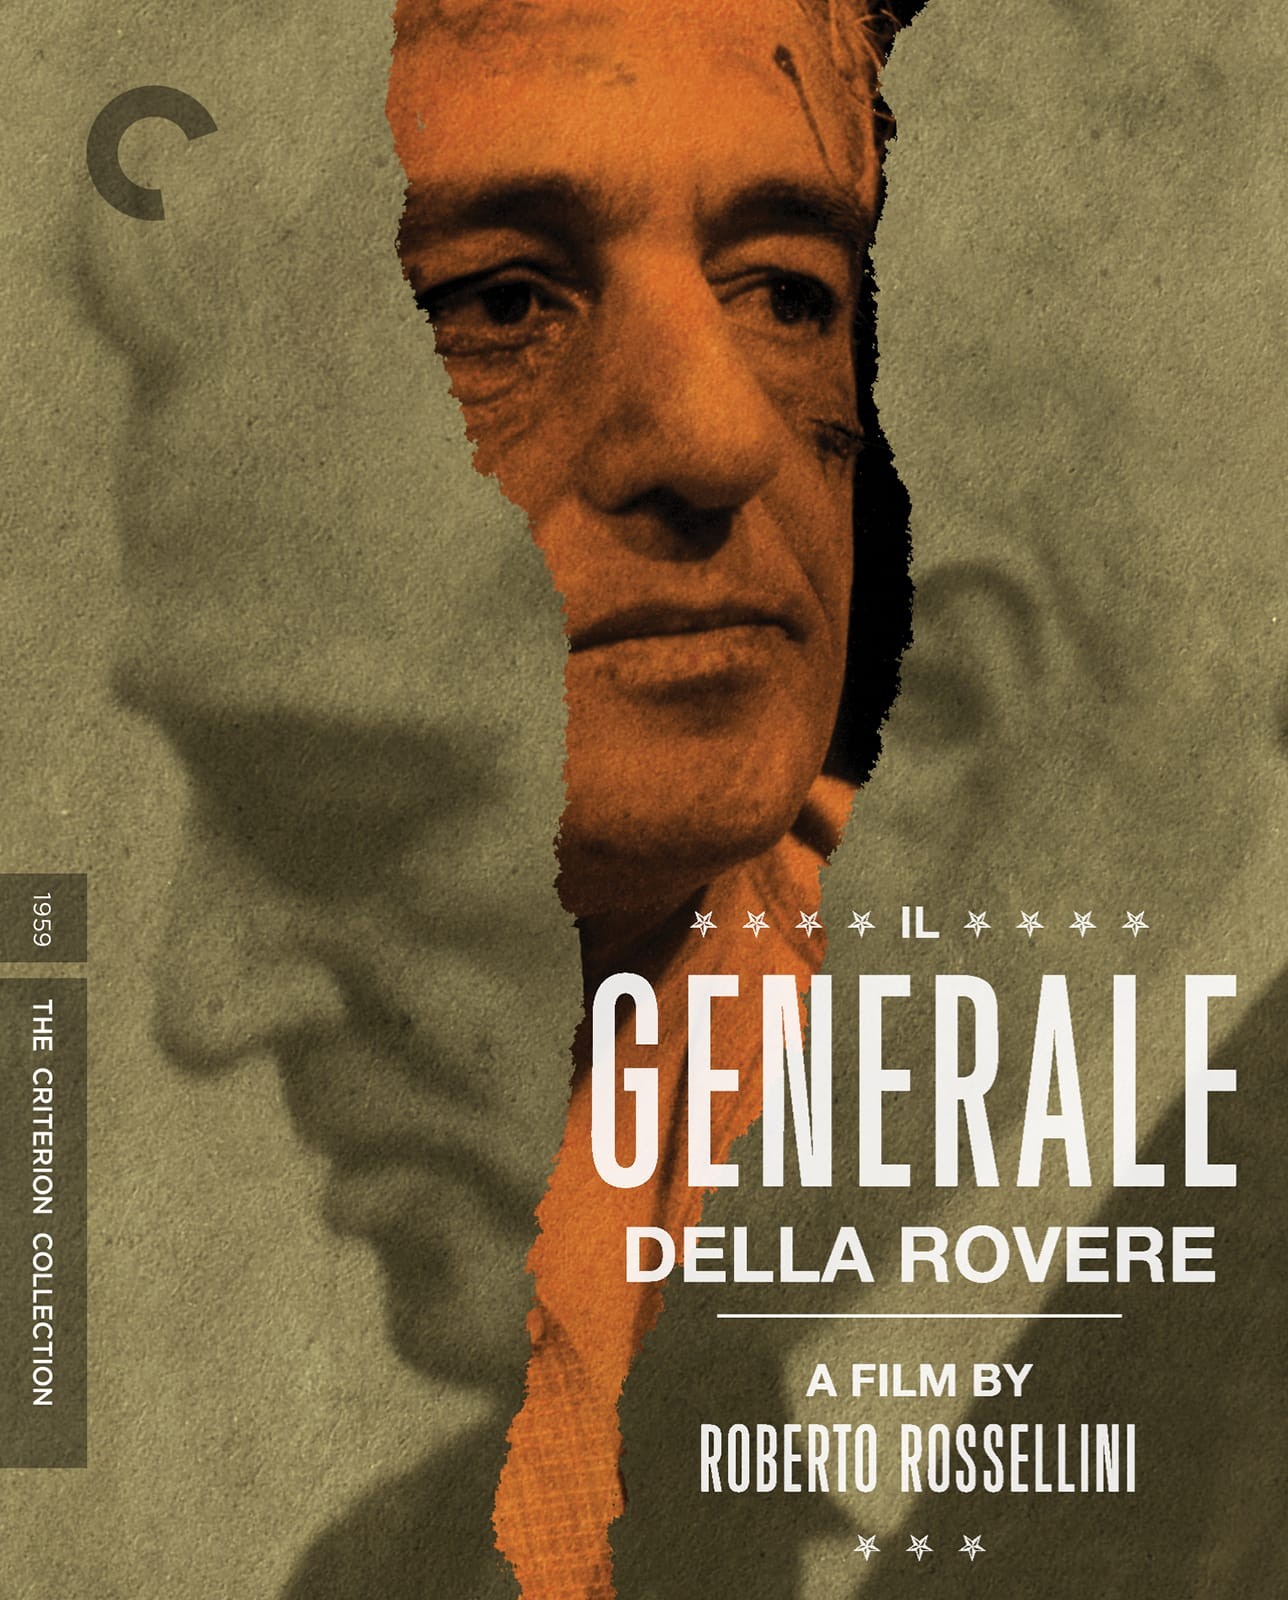 1959
THE CRITERION COLLECTION
IL
GENERALE
DELLA ROVERE
A FILM BY
ROBERTO ROSSELLINI